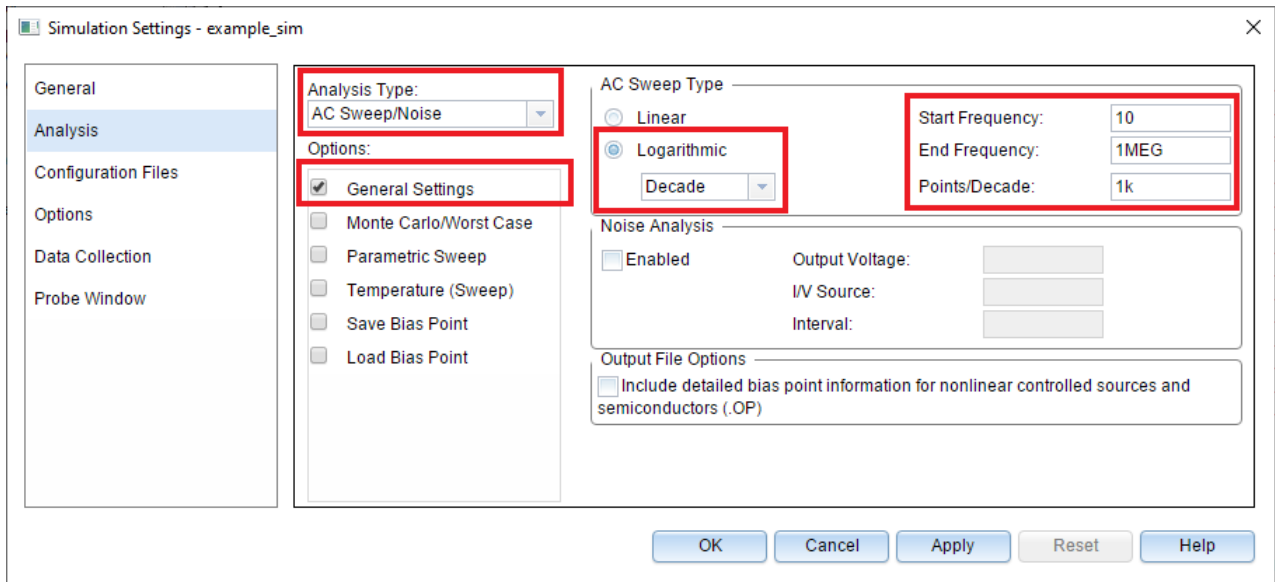 Simulation Settings - example_sim
General
Analysis
Configuration Files
Options
Data Collection
Probe Window
Analysis Type:
AC Sweep/Noise
Options:
General Settings
Monte Carlo/Worst Case
Parametric Sweep
Temperature (Sweep)
Save Bias Point
Load Bias Point
AC Sweep Type
Linear
Logarithmic
Decade
Start Frequency: 10
End Frequency: 1MEG
Points/Decade: 1k
Noise Analysis
Enabled
Output Voltage:
I/V Source:
Interval:
Output File Options
Include detailed bias point information for nonlinear controlled sources and
semiconductors (.OP)
OK Cancel Apply Reset Help